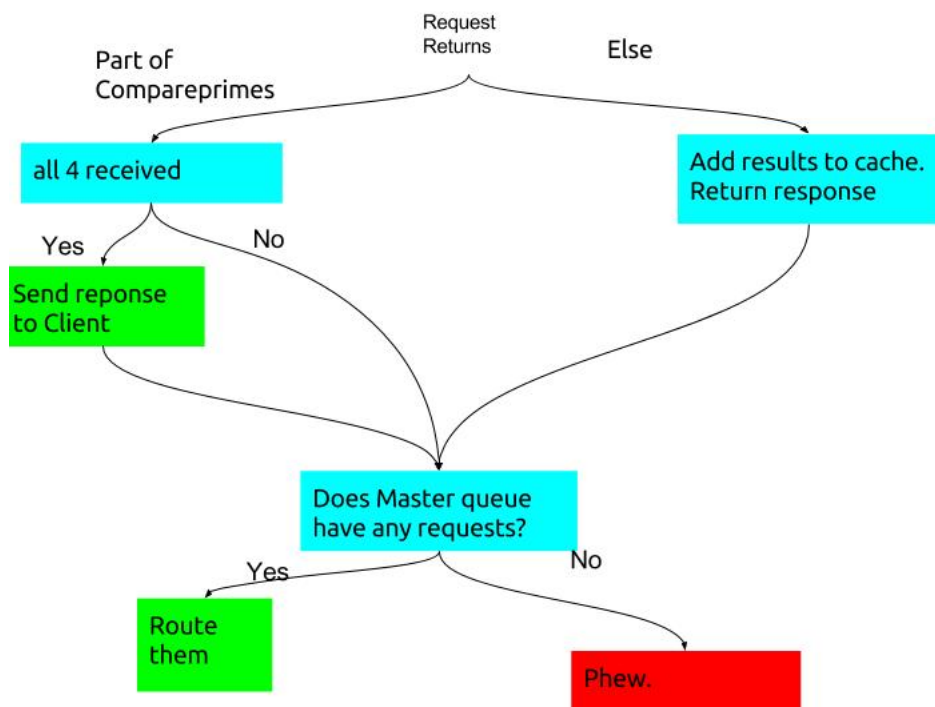 Request
Returns
Else
Part of
Compareprimes
all 4 received
Add results to cache.
Return response
Yes
No
Send reponse
to Client
Does Master queue
have any requests?
Yes
No
Route
them
Phew.